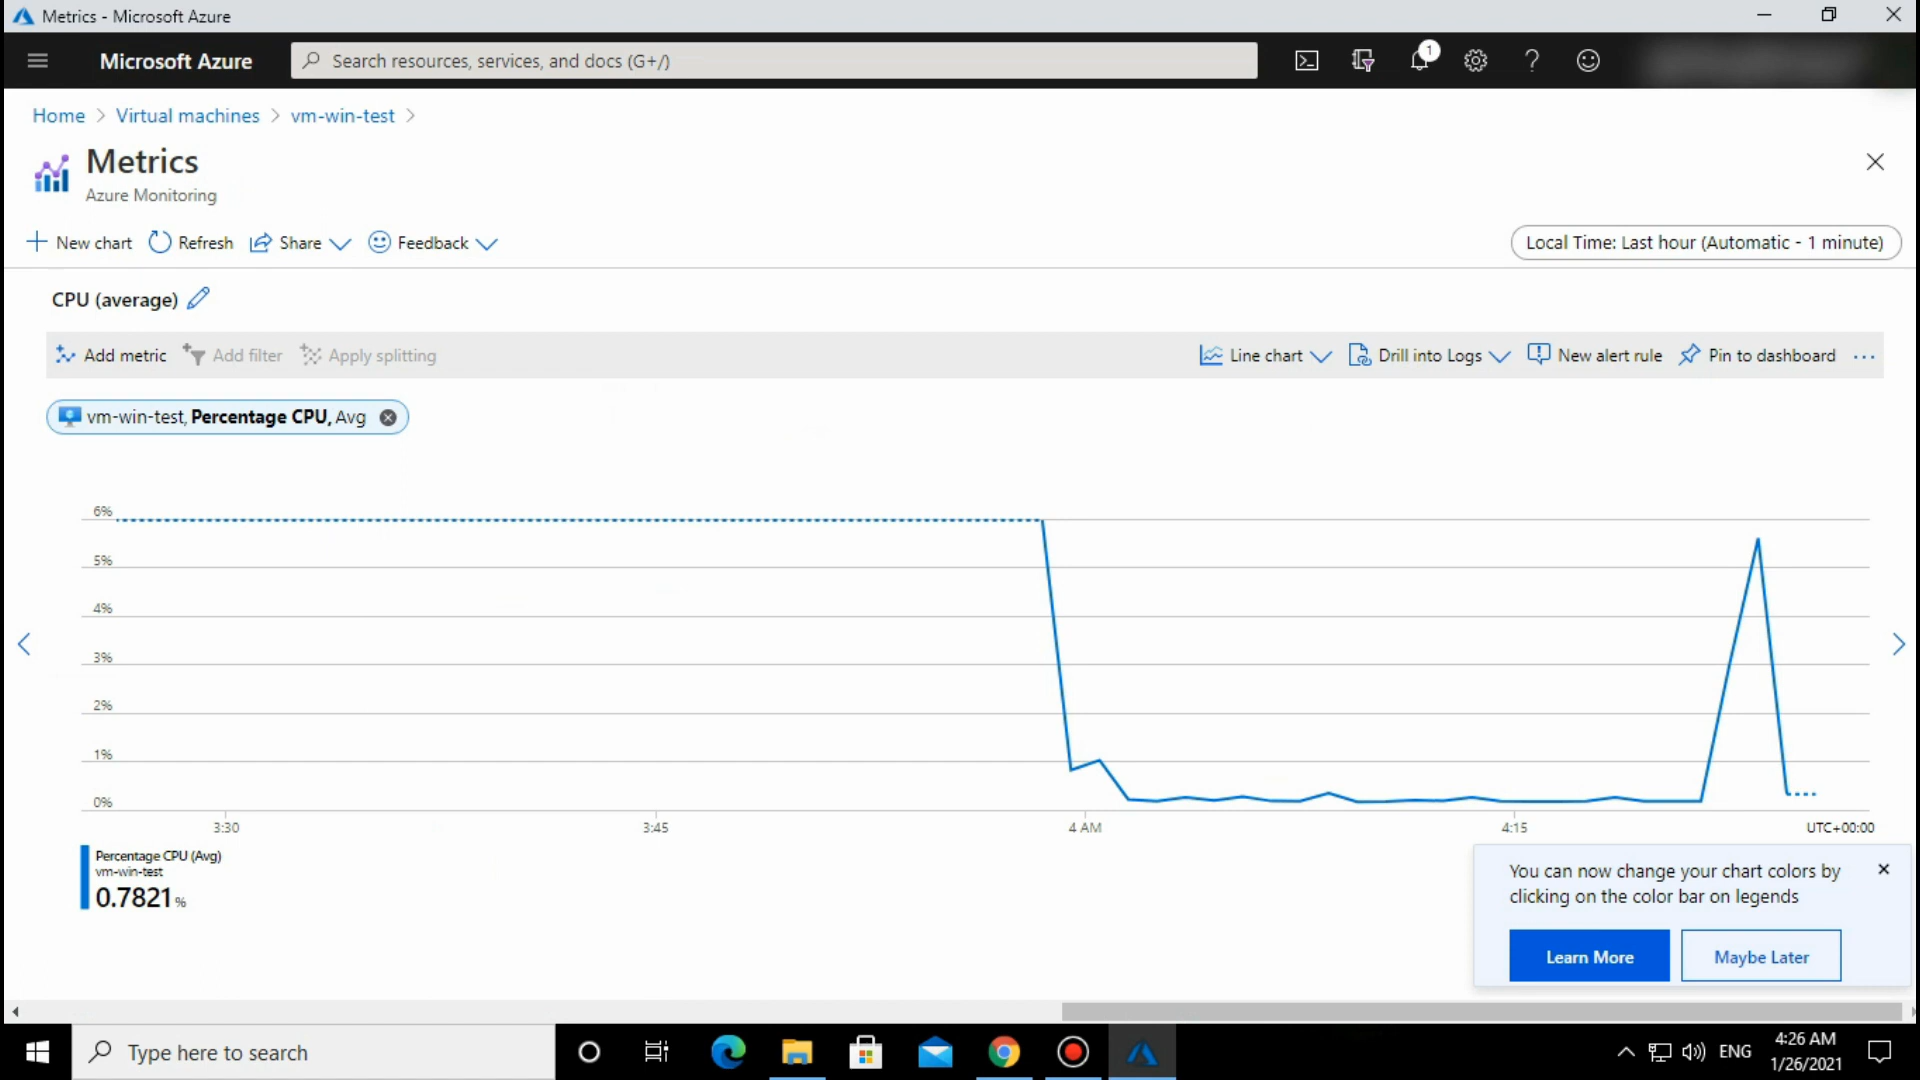 Metrics - Microsoft Azure
Microsoft Azure
Search resources, services, and docs (G+/)
1
Home > Virtual machines > vm-win-test >
Metrics
Azure Monitoring
New chart Refresh Share Feedback
Local Time: Last hour (Automatic - 1 minute)
CPU (average)
Add metric Add filter Apply splitting
Line chart Drill into Logs New alert rule Pin to dashboard ...
vm-win-test, Percentage CPU, Avg
6%
5%
4%
3%
2%
1%
0%
3:30 3:45 4 AM 4:15 UTC+00:00
Percentage CPU (Avg)
vm-win-test
0.7821 %
You can now change your chart colors by
clicking on the color bar on legends
Learn More Maybe Later
Type here to search
ENG
4:26 AM
1/26/2021